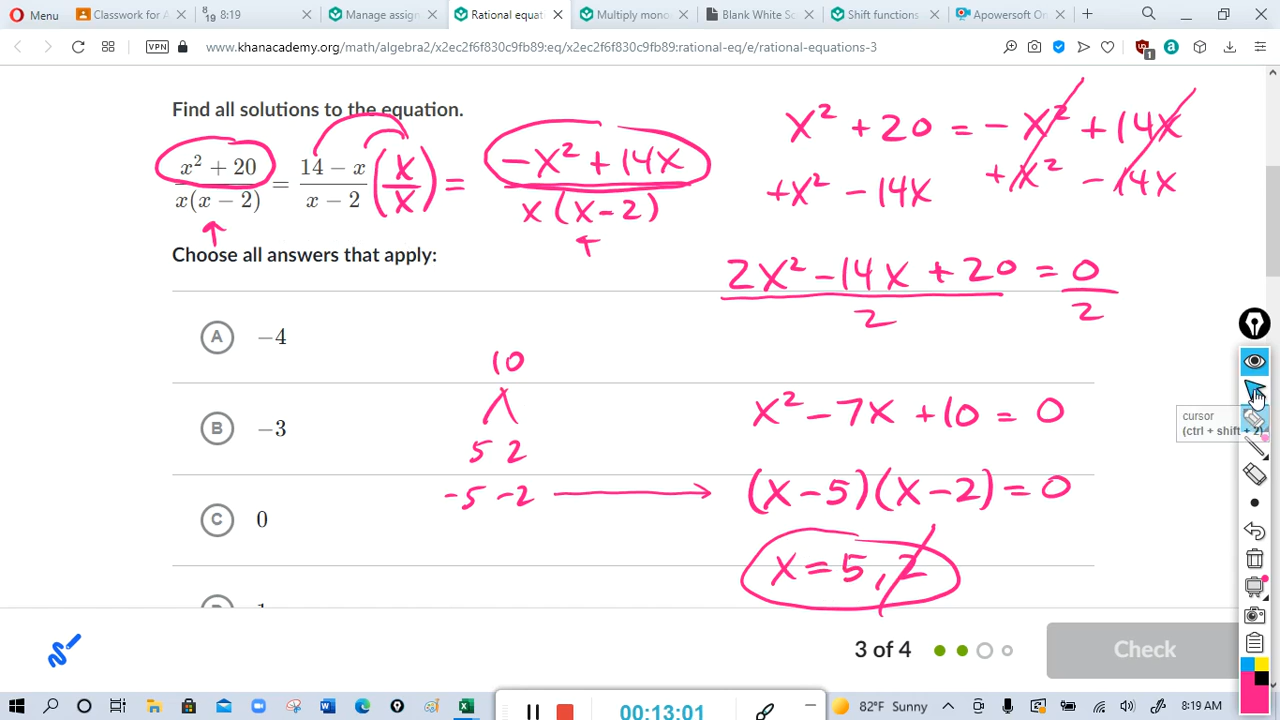 Menu
Classwork for A
8:19
8:19
Manage assig
Rational equat
Multiply mono
Blank White Sc
Shift functions
Apowersoft On
VPN
www.khanacademy.org/math/algebra2/x2ec2f6f830c9fb89:eq/x2ec2f6f830c9fb89:rational-eq/e/rational-equations-3
1
a
Find all solutions to the equation.
x² + 20 / x(x − 2) = 14 − x / x − 2 (x / x) = −x² + 14x / x(x−2)
x² + 20 = −x² + 14x
+x² − 14x +x² − 14x
Choose all answers that apply:
2x² − 14x + 20 = 0
2 2
A −4
10
5 2
x² − 7x + 10 = 0
cursor
(ctrl + shift + 2)
B −3
-5 -2
(x − 5)(x − 2) = 0
C 0
x = 5, 2
3 of 4
Check
00:13:01
82°F Sunny
8:19 AM